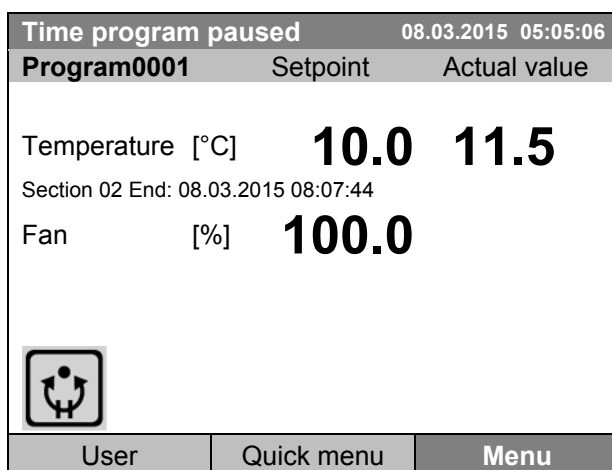 Time program paused 08.03.2015 05:05:06
Program0001 Setpoint Actual value
Temperature [°C] 10.0 11.5
Section 02 End: 08.03.2015 08:07:44
Fan [%] 100.0
User Quick menu Menu